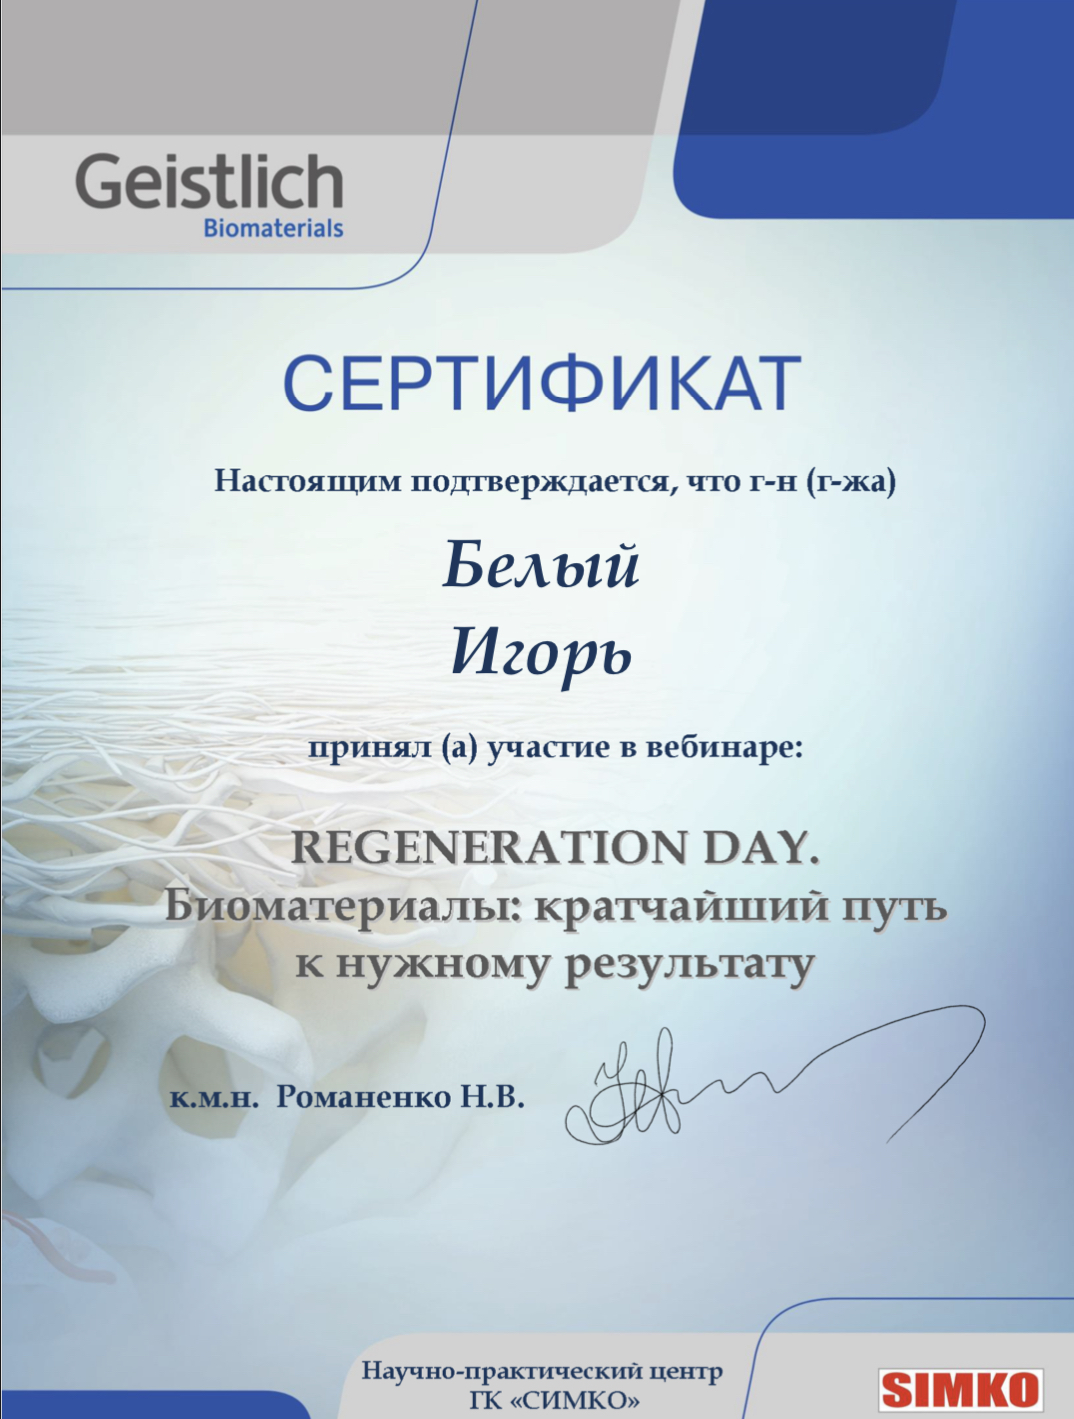 Geistlich
Biomaterials
СЕРТИФИКАТ
Настоящим подтверждается, что г-н (г-жа)
Белый
Игорь
принял (а) участие в вебинаре:
REGENERATION DAY.
Биоматериалы: кратчайший путь
к нужному результату
к.м.н. Романенко Н.В.
Научно-практический центр
ГК «СИМКО»
SIMKO